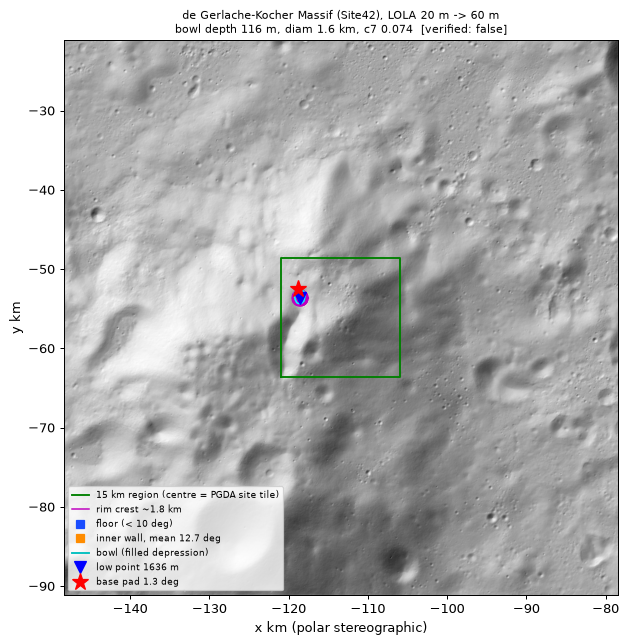 de Gerlache-Kocher Massif (Site42), LOLA 20 m -> 60 m
bowl depth 116 m, diam 1.6 km, c7 0.074  [verified: false]
y km
−30
−40
−50
−60
−70
−80
−90
15 km region (centre = PGDA site tile)
rim crest ~1.8 km
floor (< 10 deg)
inner wall, mean 12.7 deg
bowl (filled depression)
low point 1636 m
base pad 1.3 deg
−140 −130 −120 −110 −100 −90 −80
x km (polar stereographic)